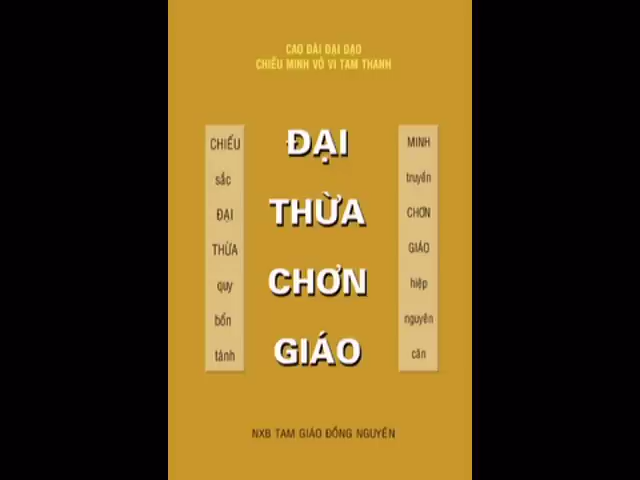 CAO ĐÀI ĐẠI ĐẠO
CHIẾU MINH VÔ VI TAM THANH
ĐẠI
THỪA
CHƠN
GIÁO
CHIẾU
sắc
ĐẠI
THỪA
quy
bổn
tánh
MINH
truyền
CHƠN
GIÁO
hiệp
nguyên
căn
NXB TAM GIÁO ĐỒNG NGUYÊN